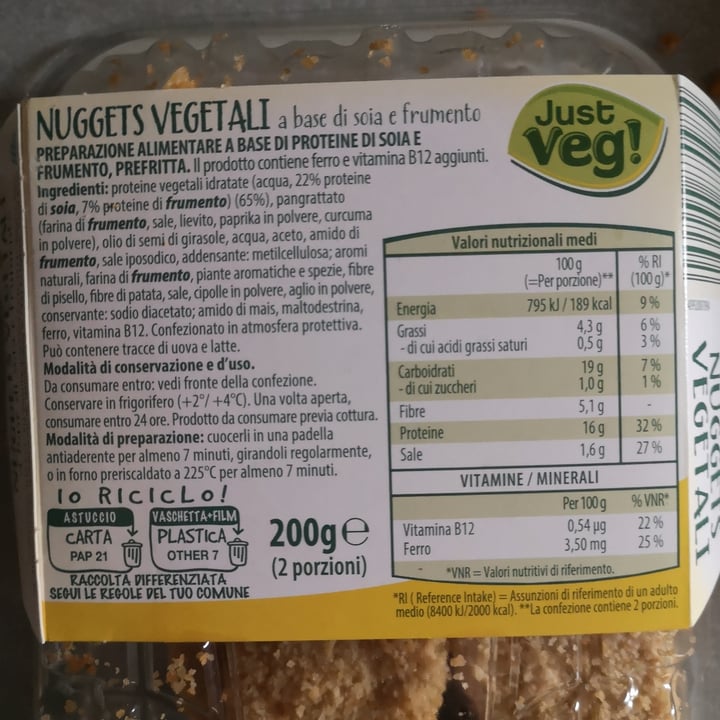 NUGGETS VEGETALI a base di soia e frumento
PREPARAZIONE ALIMENTARE A BASE DI PROTEINE DI SOIA E
FRUMENTO, PREFRITTA. Il prodotto contiene ferro e vitamina B12 aggiunti.
Ingredienti: proteine vegetali idratate (acqua, 22% proteine
di soia, 7% proteine di frumento) (65%), pangrattato
(farina di frumento, sale, lievito, paprika in polvere, curcuma
in polvere), olio di semi di girasole, acqua, aceto, amido di
frumento, sale iposodico, addensante: metilcellulosa; aromi
naturali, farina di frumento, piante aromatiche e spezie, fibre
di pisello, fibre di patata, sale, cipolle in polvere, aglio in polvere,
conservante: sodio diacetato; amido di mais, maltodestrina,
ferro, vitamina B12. Confezionato in atmosfera protettiva.
Può contenere tracce di uova e latte.
Modalità di conservazione e d'uso.
Da consumare entro: vedi fronte della confezione.
Conservare in frigorifero (+2°/ +4°C). Una volta aperta,
consumare entro 24 ore. Prodotto da consumare previa cottura.
Modalità di preparazione: cuocerli in una padella
antiaderente per almeno 7 minuti, girandoli regolarmente,
o in forno preriscaldato a 225°C per almeno 7 minuti.
IO RICICLO!
ASTUCCIO
CARTA
PAP 21
VASCHETTA+FILM
PLASTICA
OTHER 7
RACCOLTA DIFFERENZIATA
SEGUI LE REGOLE DEL TUO COMUNE
200g e
(2 porzioni)
Just
Veg!
Valori nutrizionali medi
100 g % RI
(=Per porzione)** (100 g)*
Energia 795 kJ / 189 kcal 9 %
Grassi 4,3 g 6 %
- di cui acidi grassi saturi 0,5 g 3 %
Carboidrati 19 g 7 %
- di cui zuccheri 1,0 g 1 %
Fibre 5,1 g -
Proteine 16 g 32 %
Sale 1,6 g 27 %
VITAMINE / MINERALI
Per 100 g % VNR*
Vitamina B12 0,54 µg 22 %
Ferro 3,50 mg 25 %
- *VNR = Valori nutritivi di riferimento.
*RI ( Reference Intake) = Assunzioni di riferimento di un adulto
medio (8400 kJ/2000 kcal). **La confezione contiene 2 porzioni.
NUGGETS
VEGETALI